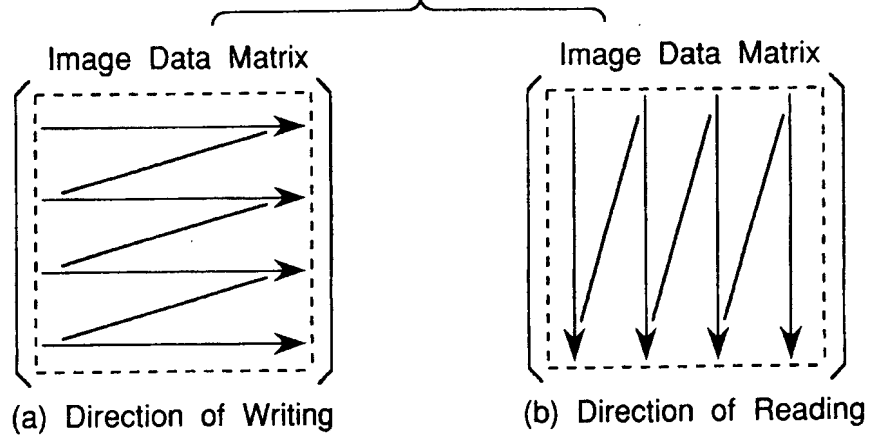 Image Data Matrix
(a) Direction of Writing
Image Data Matrix
(b) Direction of Reading